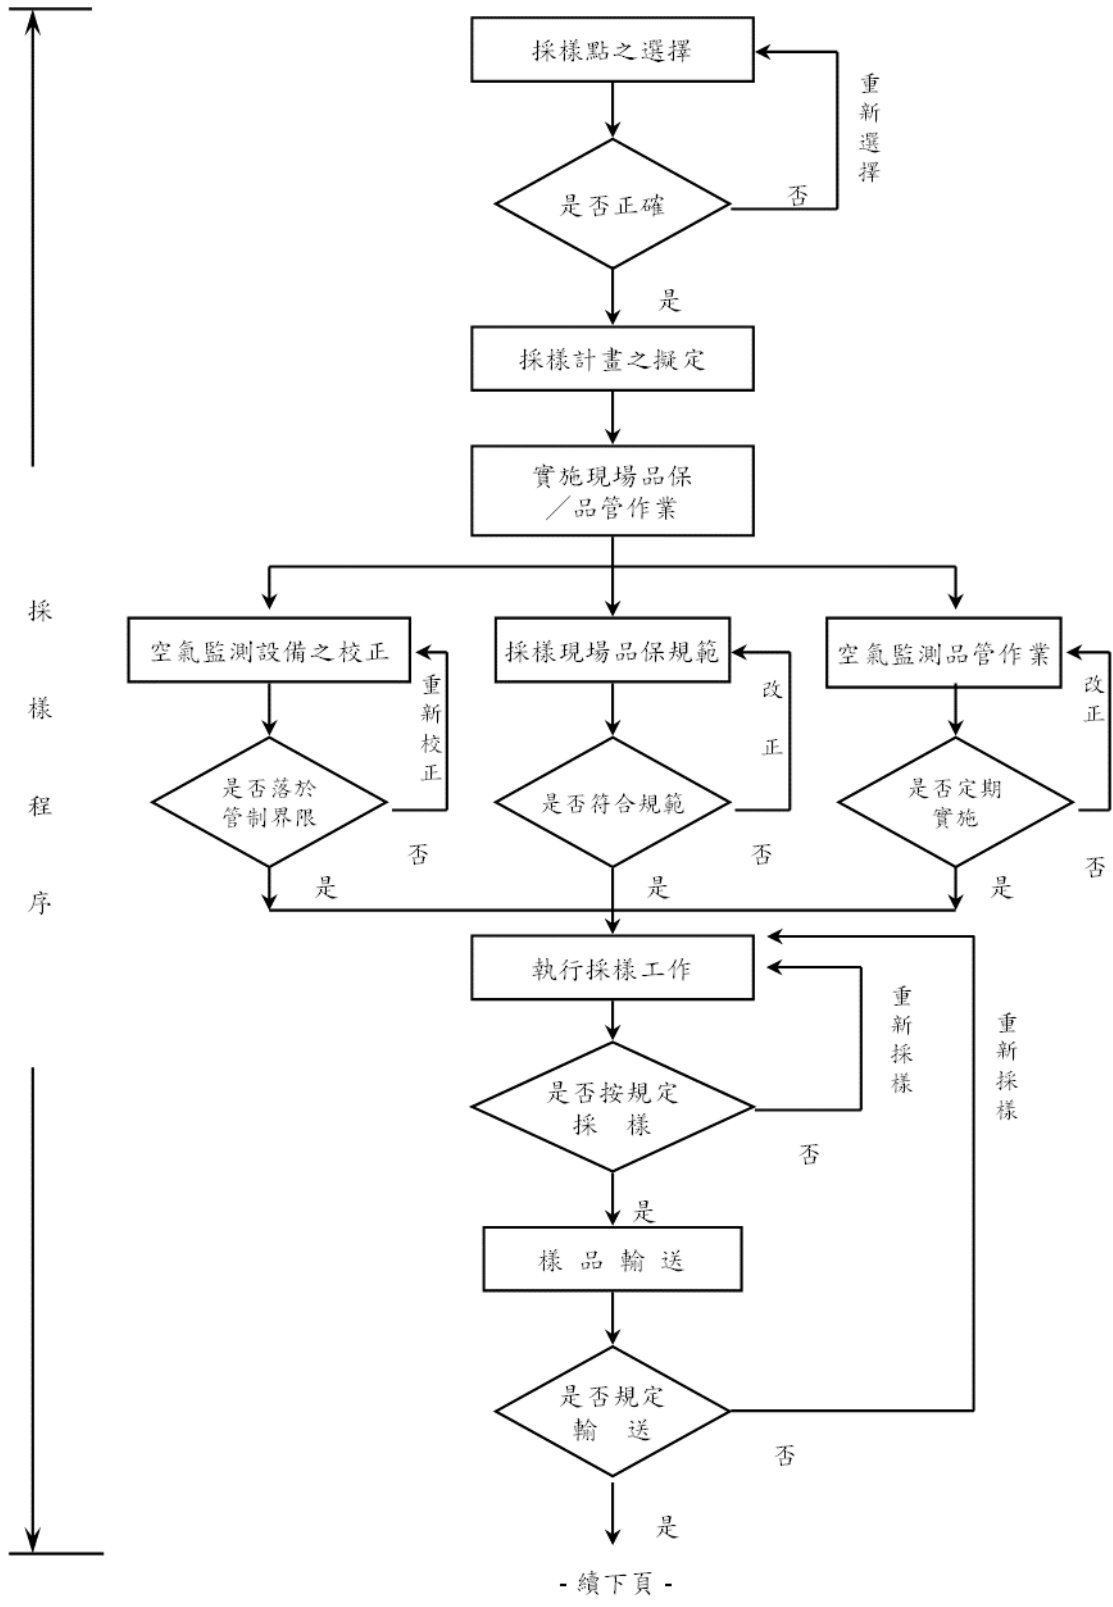 採樣點之選擇
重新選擇
是否正確
否
是
採樣計畫之擬定
實施現場品保
／品管作業
採樣程序
空氣監測設備之校正
採樣現場品保規範
空氣監測品管作業
重新校正
改正
改正
是否落於
管制界限
是否符合規範
是否定期
實施
否
否
否
是
是
是
執行採樣工作
重新採樣
重新採樣
是否按規定
採 樣
否
是
樣 品 輸 送
是否規定
輸 送
否
是
- 續下頁 -